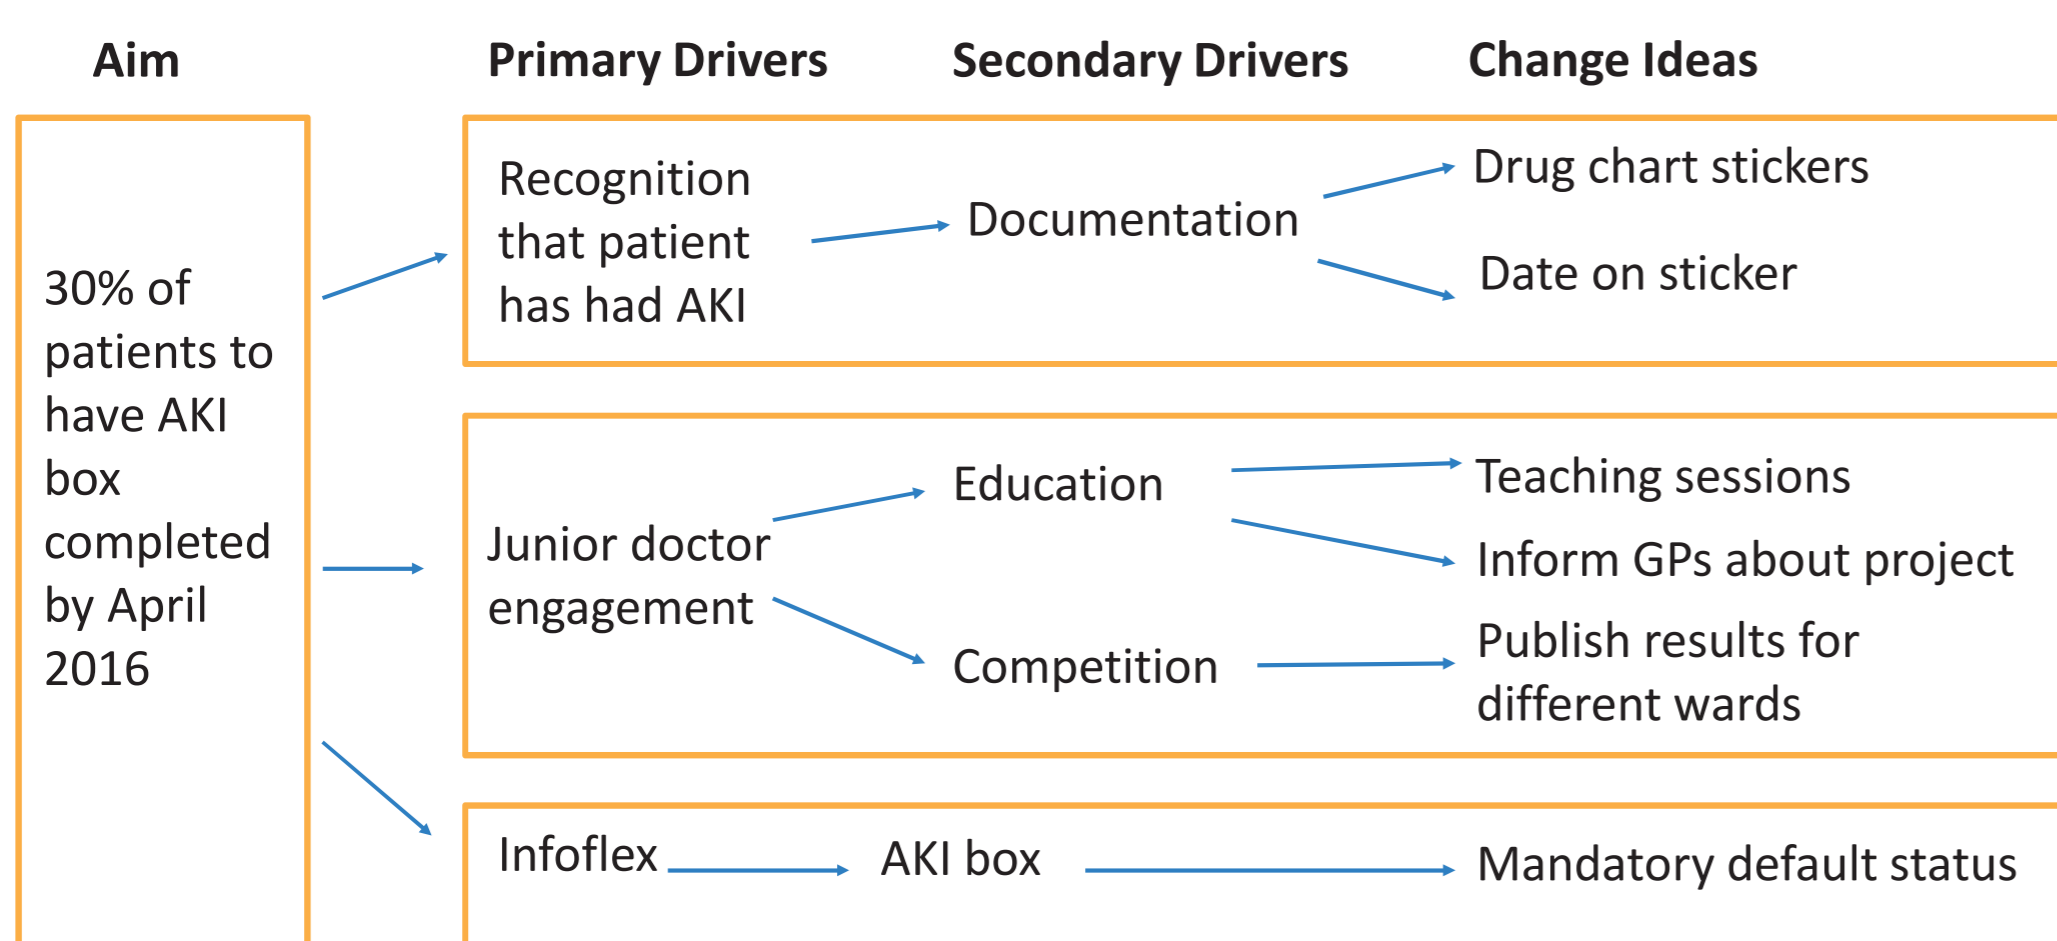 Aim
Primary Drivers
Secondary Drivers
Change Ideas
30% of
patients to
have AKI
box
completed
by April
2016
Recognition
that patient
has had AKI
Documentation
Drug chart stickers
Date on sticker
Junior doctor
engagement
Education
Competition
Teaching sessions
Inform GPs about project
Publish results for
different wards
Infoflex
AKI box
Mandatory default status